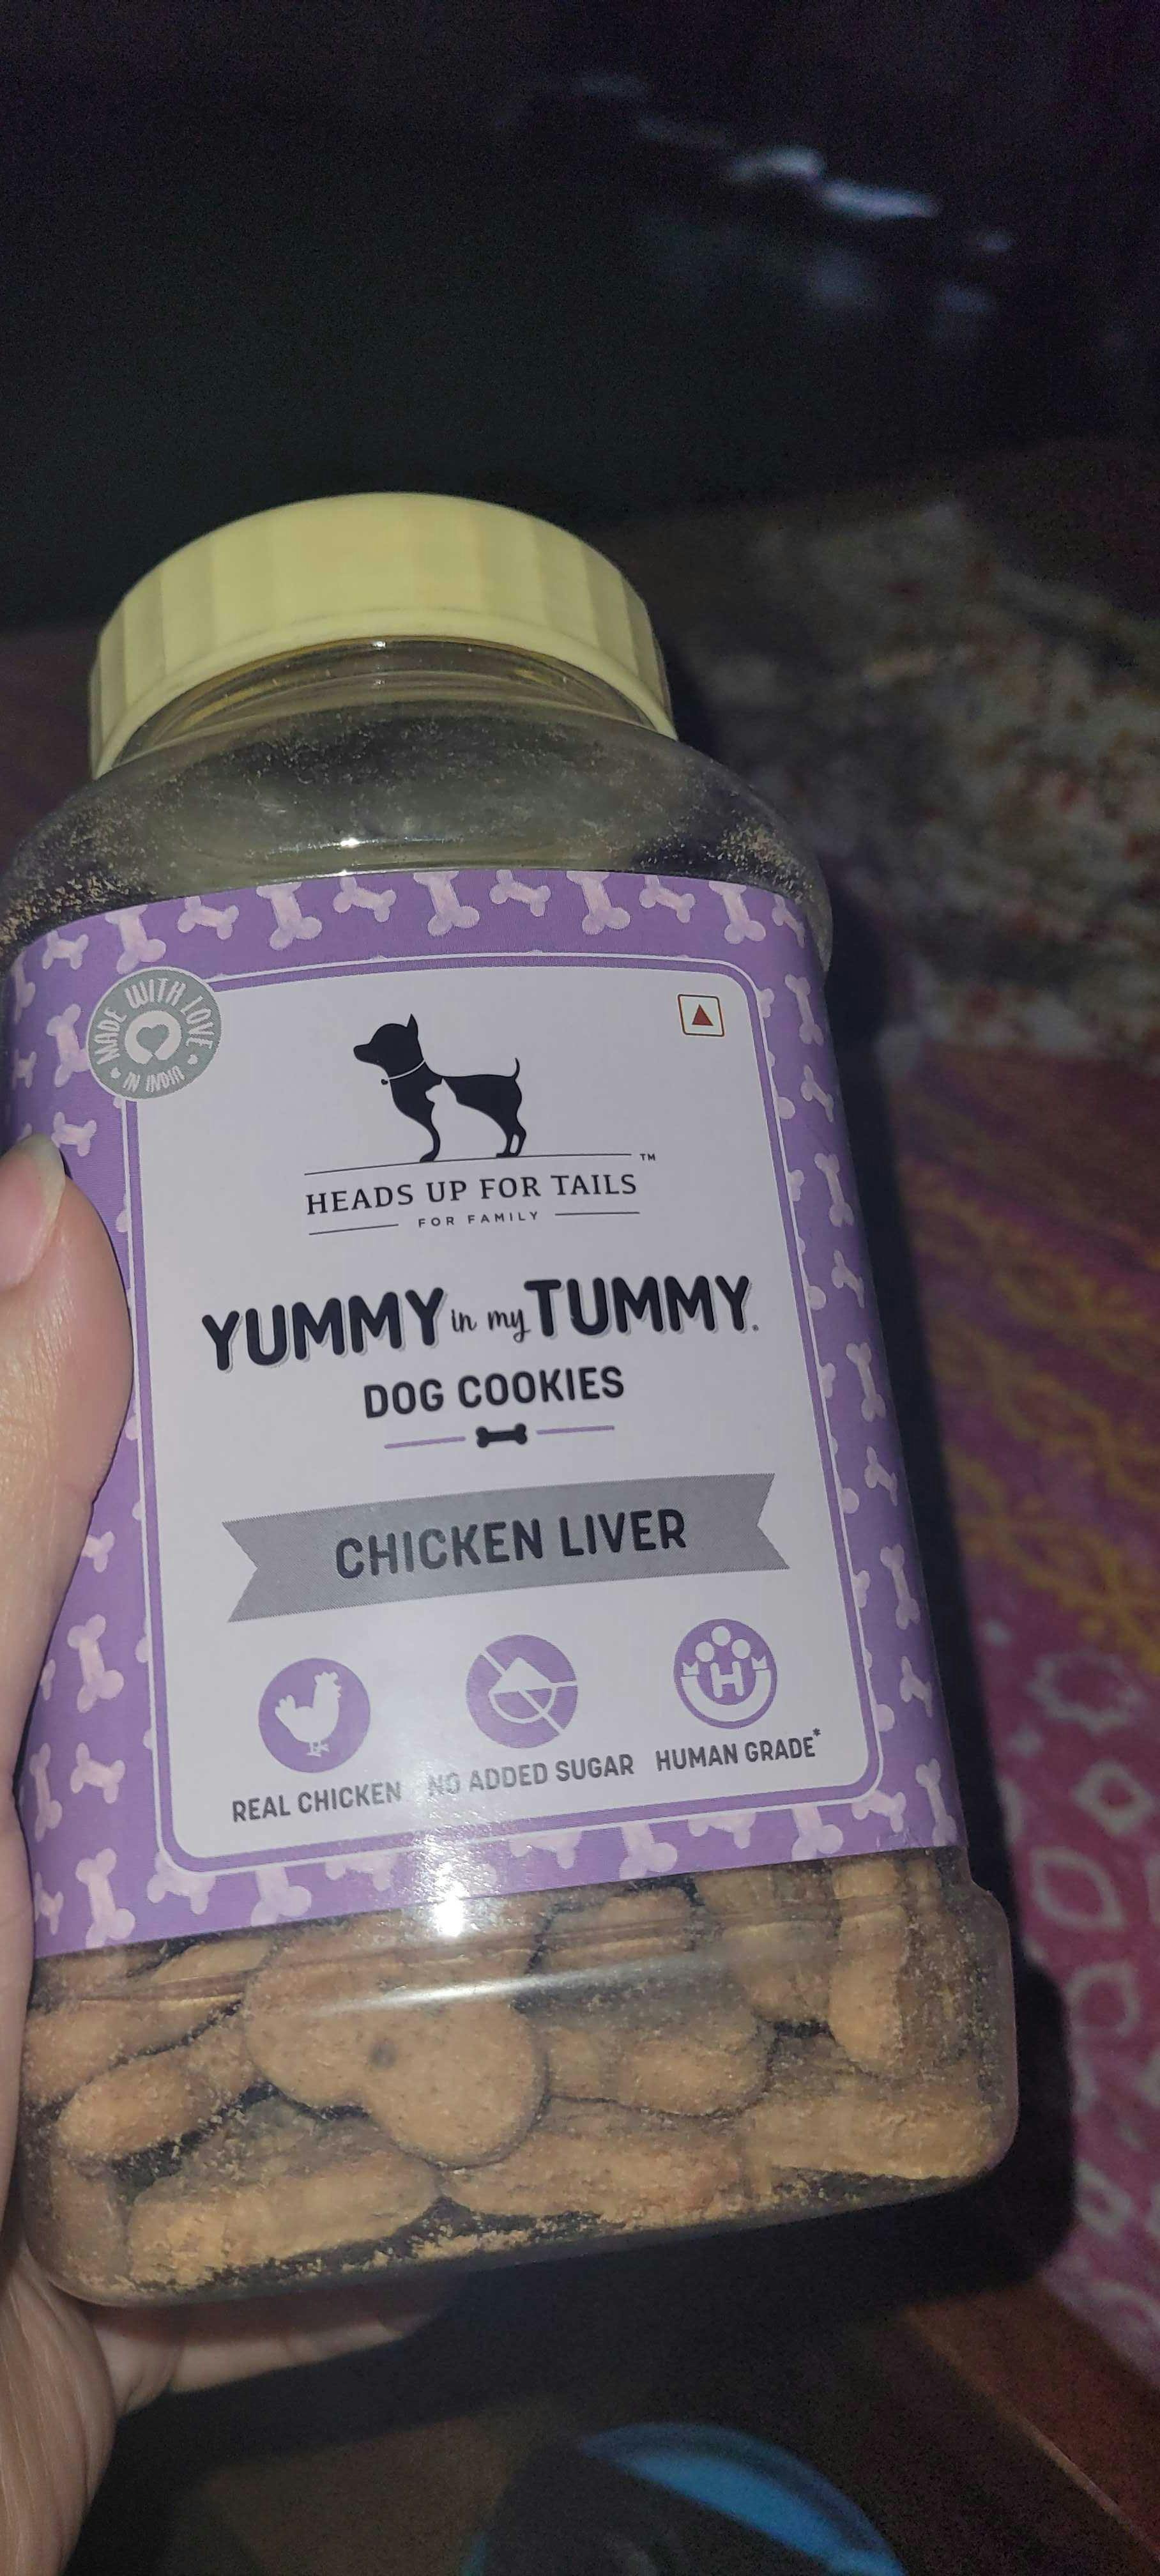 MADE WITH LOVE
IN INDIA
TM
HEADS UP FOR TAILS
FOR FAMILY
YUMMY in my TUMMY.
DOG COOKIES
CHICKEN LIVER
H
REAL CHICKEN NO ADDED SUGAR HUMAN GRADE*